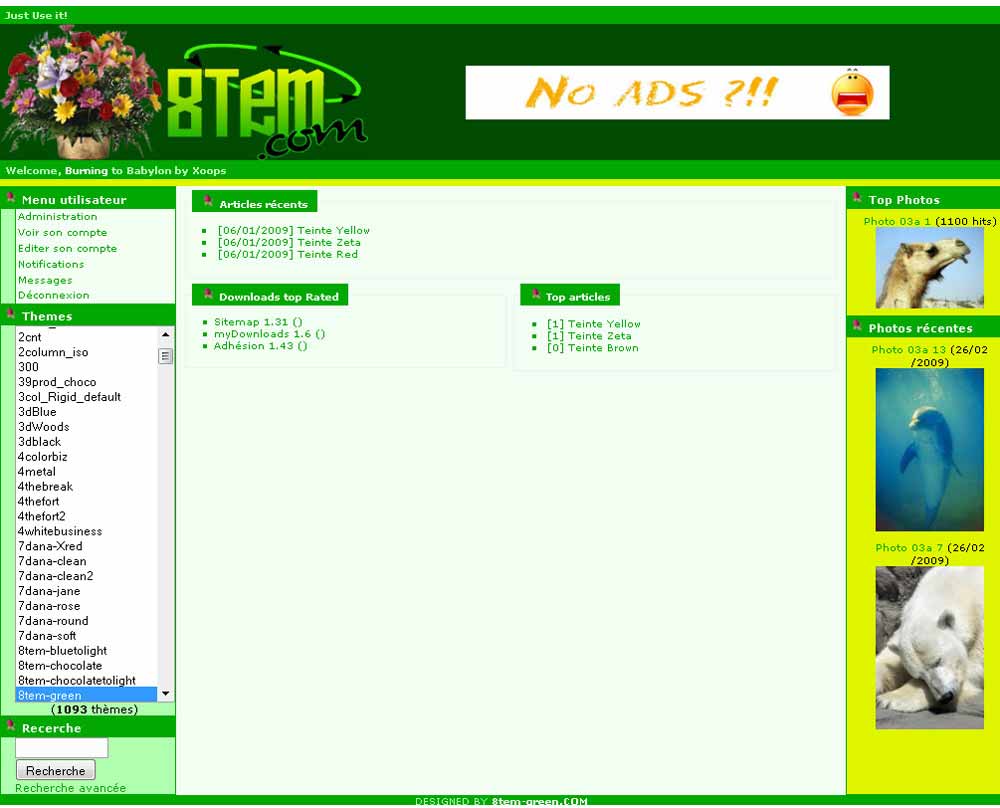 Just Use it!
8Tem
.com
No ADS ?!!
Welcome, Burning to Babylon by Xoops
Menu utilisateur
Administration
Voir son compte
Editer son compte
Notifications
Messages
Déconnexion
Themes
2cnt
2column_iso
300
39prod_choco
3col_Rigid_default
3dBlue
3dWoods
3dblack
4colorbiz
4metal
4thebreak
4thefort
4thefort2
4whitebusiness
7dana-Xred
7dana-clean
7dana-clean2
7dana-jane
7dana-rose
7dana-round
7dana-soft
8tem-bluetolight
8tem-chocolate
8tem-chocolatetolight
8tem-green
(1093 thèmes)
Recerche
Recherche
Recherche avancée
Articles récents
[06/01/2009] Teinte Yellow
[06/01/2009] Teinte Zeta
[06/01/2009] Teinte Red
Downloads top Rated
Sitemap 1.31 ()
myDownloads 1.6 ()
Adhésion 1.43 ()
Top articles
[1] Teinte Yellow
[1] Teinte Zeta
[0] Teinte Brown
Top Photos
Photo 03a 1 (1100 hits)
Photos récentes
Photo 03a 13 (26/02
/2009)
Photo 03a 7 (26/02
/2009)
DESIGNED BY 8tem-green.COM